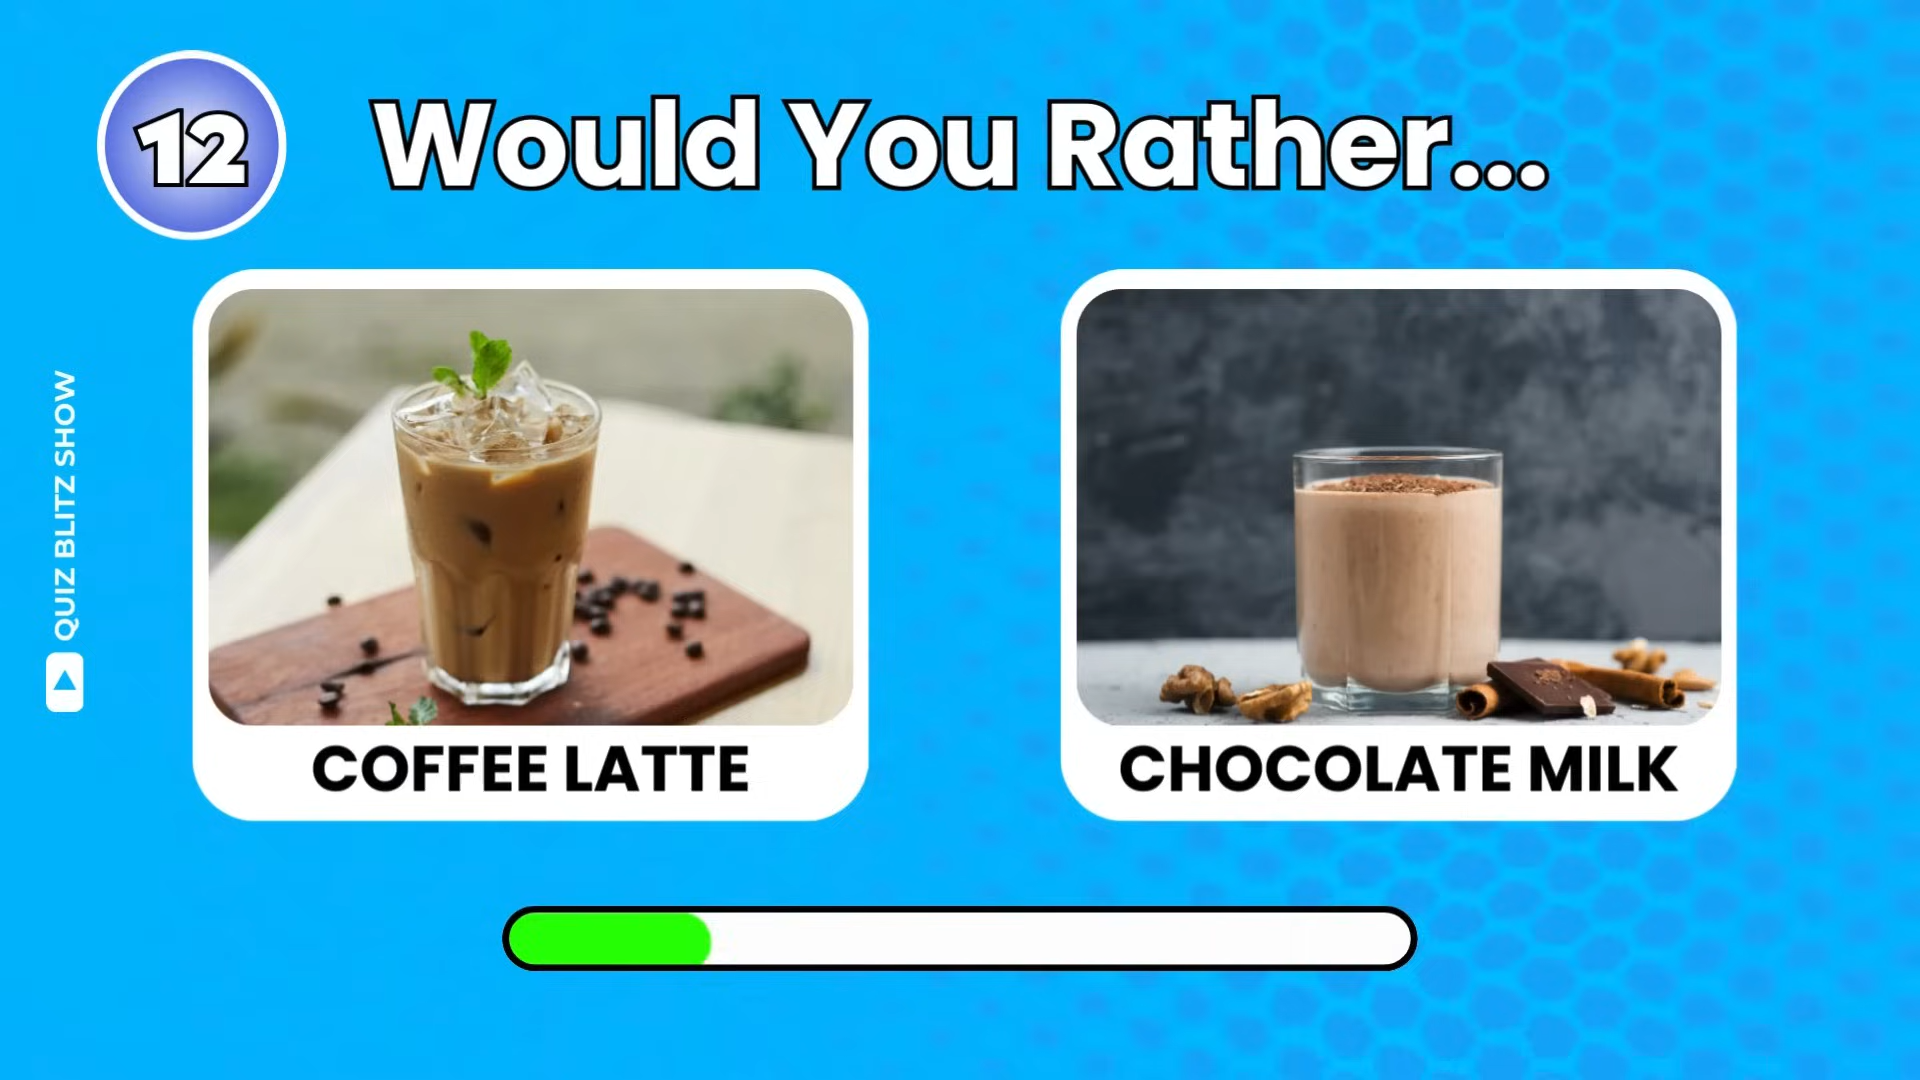 12
Would You Rather...
QUIZ BLITZ SHOW
COFFEE LATTE
CHOCOLATE MILK